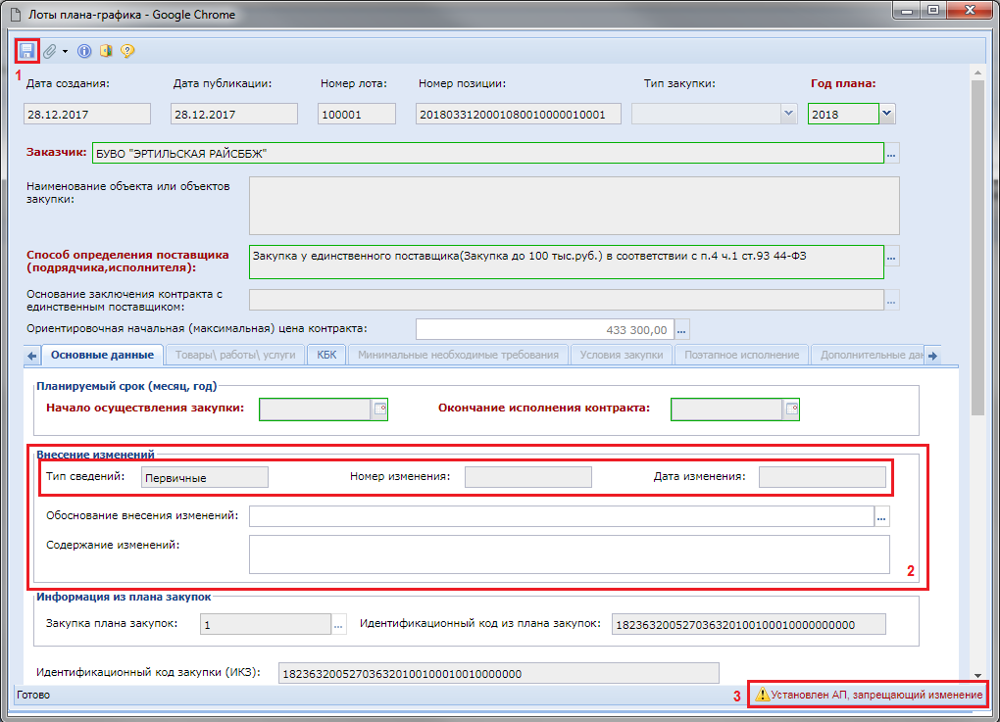 Лоты плана-графика - Google Chrome
1
Дата создания: Дата публикации: Номер лота: Номер позиции: Тип закупки: Год плана:
28.12.2017 28.12.2017 100001 2018033120001080010000010001 2018
Заказчик: БУВО "ЭРТИЛЬСКАЯ РАЙСББЖ" ...
Наименование объекта или объектов
закупки:
Способ определения поставщика
(подрядчика,исполнителя):
Закупка у единственного поставщика(Закупка до 100 тыс.руб.) в соответствии с п.4 ч.1 ст.93 44-ФЗ ...
Основание заключения контракта с
единственным поставщиком: ...
Ориентировочная начальная (максимальная) цена контракта: 433 300,00 ...
Основные данные Товары\ работы\ услуги КБК Минимальные необходимые требования Условия закупки Поэтапное исполнение Дополнительные дан
Планируемый срок (месяц, год)
Начало осуществления закупки: Окончание исполнения контракта:
Внесение изменений
Тип сведений: Первичные Номер изменения: Дата изменения:
Обоснование внесения изменений: ...
Содержание изменений:
2
Информация из плана закупок
Закупка плана закупок: 1 ... Идентификационный код из плана закупок: 182363200527036320100100010000000000
Идентификационный код закупки (ИКЗ): 182363200527036320100100010010000000
Готово 3 Установлен АП, запрещающий изменение